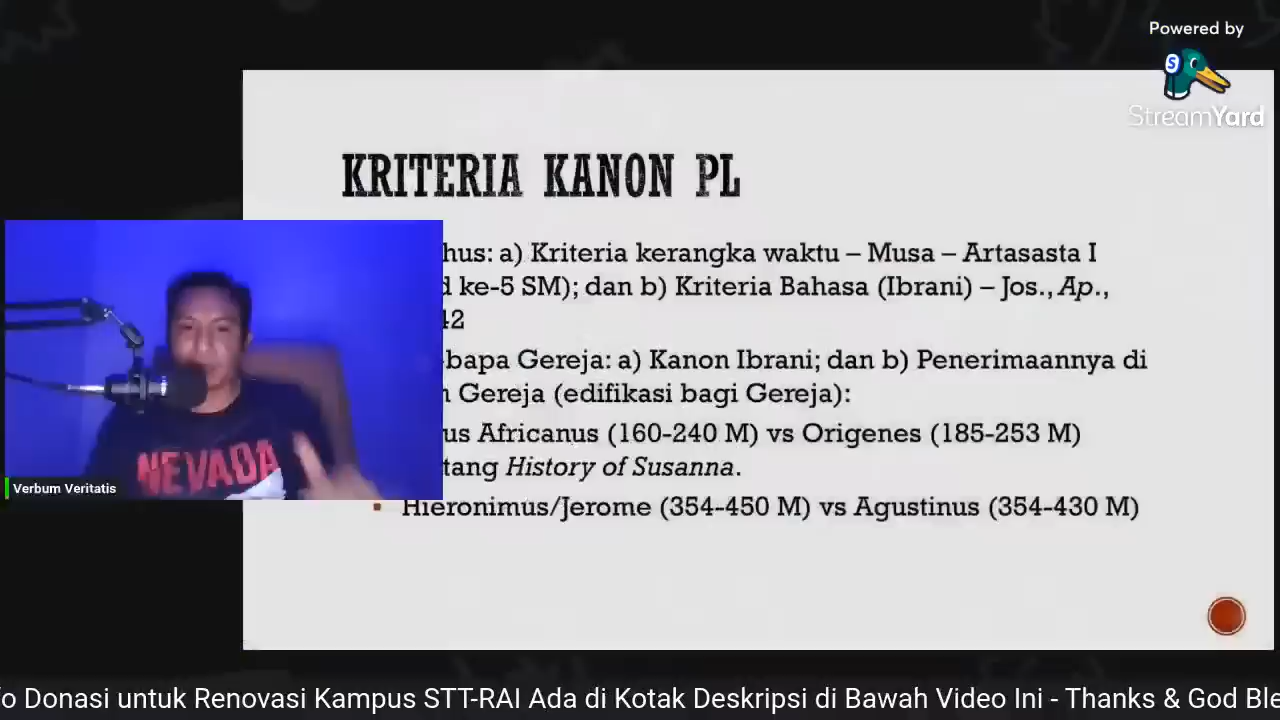 Powered by
S
StreamYard
KRITERIA KANON PL
a) Kriteria kerangka waktu – Musa – Artasasta I
ke-5 SM); dan b) Kriteria Bahasa (Ibrani) – Jos., Ap.,
42
-bapa Gereja: a) Kanon Ibrani; dan b) Penerimaannya di
Gereja (edifikasi bagi Gereja):
Africanus (160-240 M) vs Origenes (185-253 M)
History of Susanna.
Hieronimus/Jerome (354-450 M) vs Agustinus (354-430 M)
NEVADA
Verbum Veritatis
o Donasi untuk Renovasi Kampus STT-RAI Ada di Kotak Deskripsi di Bawah Video Ini - Thanks & God Ble